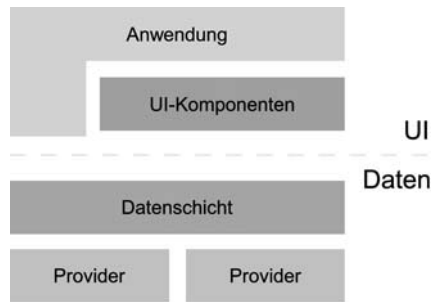 Anwendung
UI-Komponenten
UI
Daten
Datenschicht
Provider Provider